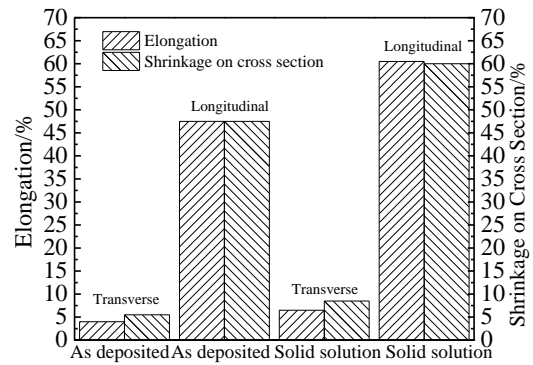 70
65
60
55
50
45
40
35
30
25
20
15
10
5
0
Elongation/%
Elongation
Shrinkage on cross section
Longitudinal
Longitudinal
Transverse
Transverse
As deposited
As deposited
Solid solution
Solid solution
70
65
60
55
50
45
40
35
30
25
20
15
10
5
0
Shrinkage on Cross Section/%